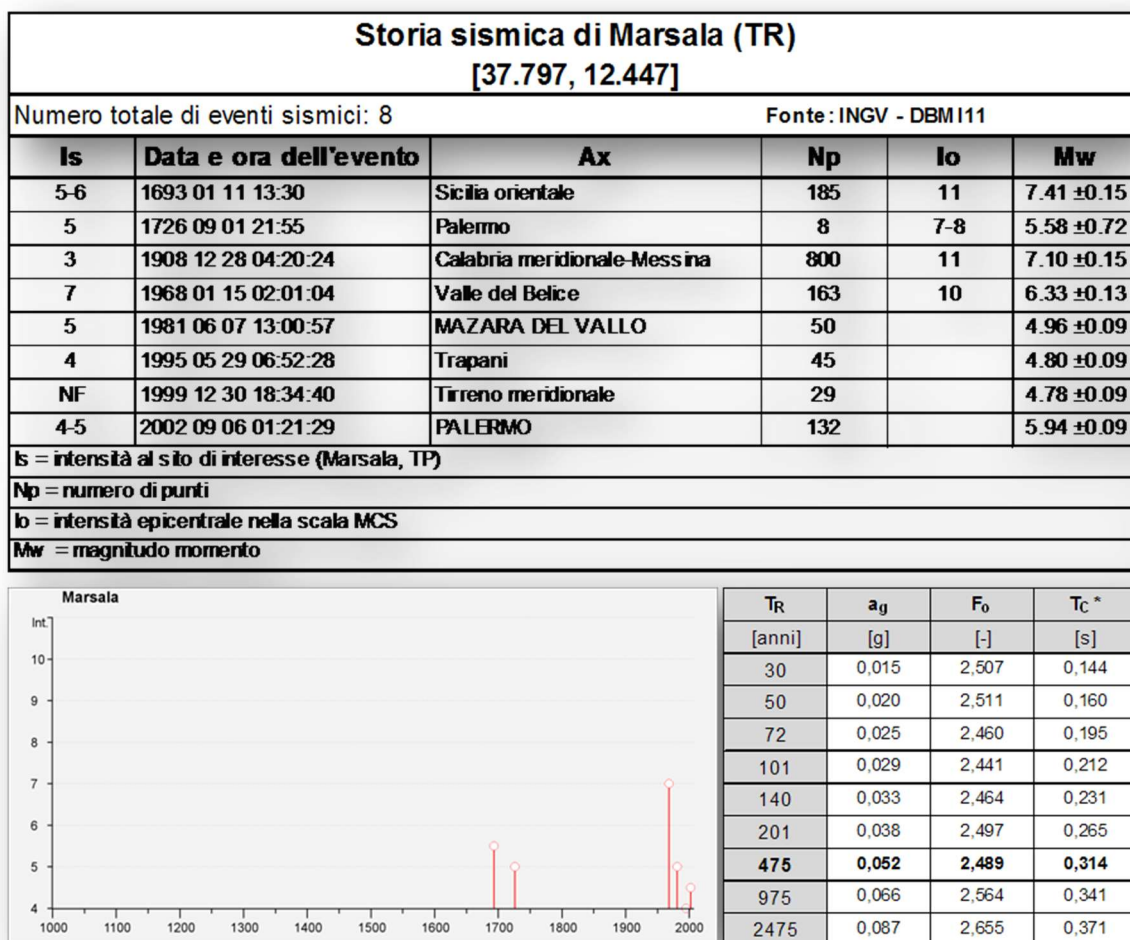 Storia sismica di Marsala (TR)
[37.797, 12.447]
Numero totale di eventi sismici: 8 Fonte: INGV - DBMI11
Is Data e ora dell'evento Ax Np Io Mw
5-6 1693 01 11 13:30 Sicilia orientale 185 11 7.41 ±0.15
5 1726 09 01 21:55 Palermo 8 7-8 5.58 ±0.72
3 1908 12 28 04:20:24 Calabria meridionale-Messina 800 11 7.10 ±0.15
7 1968 01 15 02:01:04 Valle del Belice 163 10 6.33 ±0.13
5 1981 06 07 13:00:57 MAZARA DEL VALLO 50 4.96 ±0.09
4 1995 05 29 06:52:28 Trapani 45 4.80 ±0.09
NF 1999 12 30 18:34:40 Tirreno meridionale 29 4.78 ±0.09
4-5 2002 09 06 01:21:29 PALERMO 132 5.94 ±0.09
Is = intensità al sito di interesse (Marsala, TP)
Np = numero di punti
Io = intensità epicentrale nella scala MCS
Mw = magnitudo momento
Marsala
Int.
10
9
8
7
6
5
4
1000 1100 1200 1300 1400 1500 1600 1700 1800 1900 2000
TR ag Fo TC*
[anni] [g] [-] [s]
30 0,015 2,507 0,144
50 0,020 2,511 0,160
72 0,025 2,460 0,195
101 0,029 2,441 0,212
140 0,033 2,464 0,231
201 0,038 2,497 0,265
475 0,052 2,489 0,314
975 0,066 2,564 0,341
2475 0,087 2,655 0,371